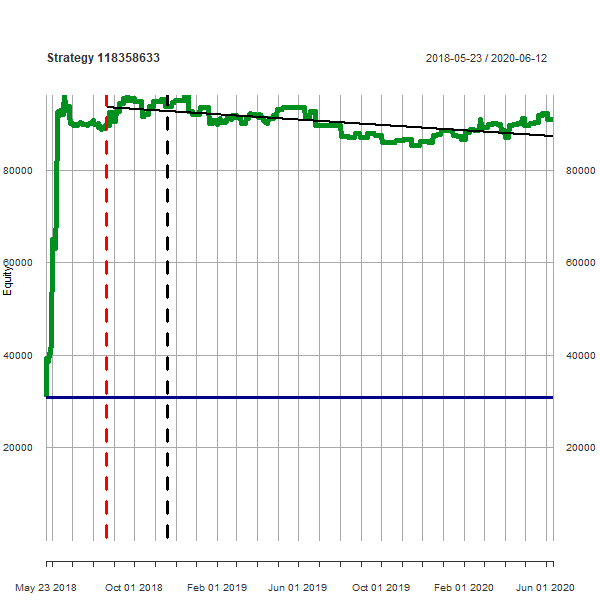 Strategy 118358633
2018-05-23 / 2020-06-12
80000
80000
60000
60000
Equity
40000
40000
20000
20000
May 23 2018
Oct 01 2018
Feb 01 2019
Jun 01 2019
Oct 01 2019
Feb 01 2020
Jun 01 2020